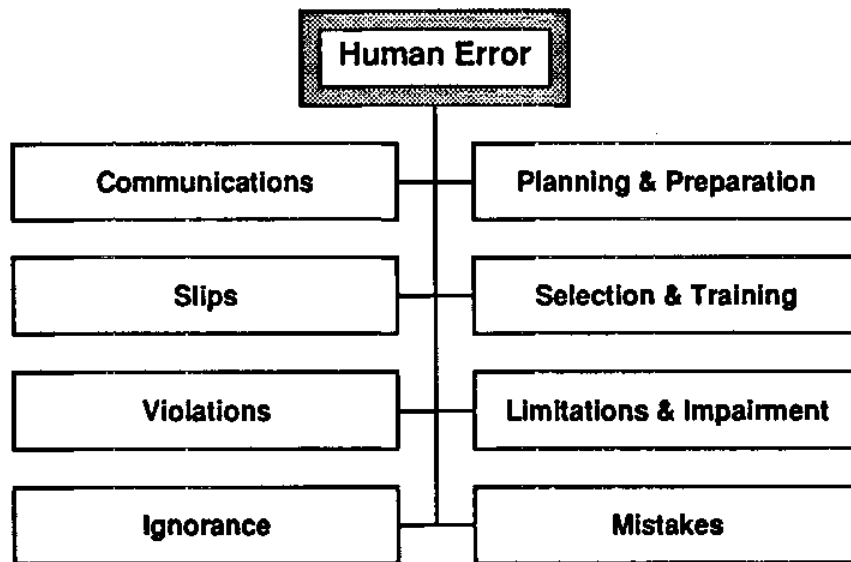 Human Error
Communications
Planning & Preparation
Slips
Selection & Training
Violations
Limitations & Impairment
Ignorance
Mistakes